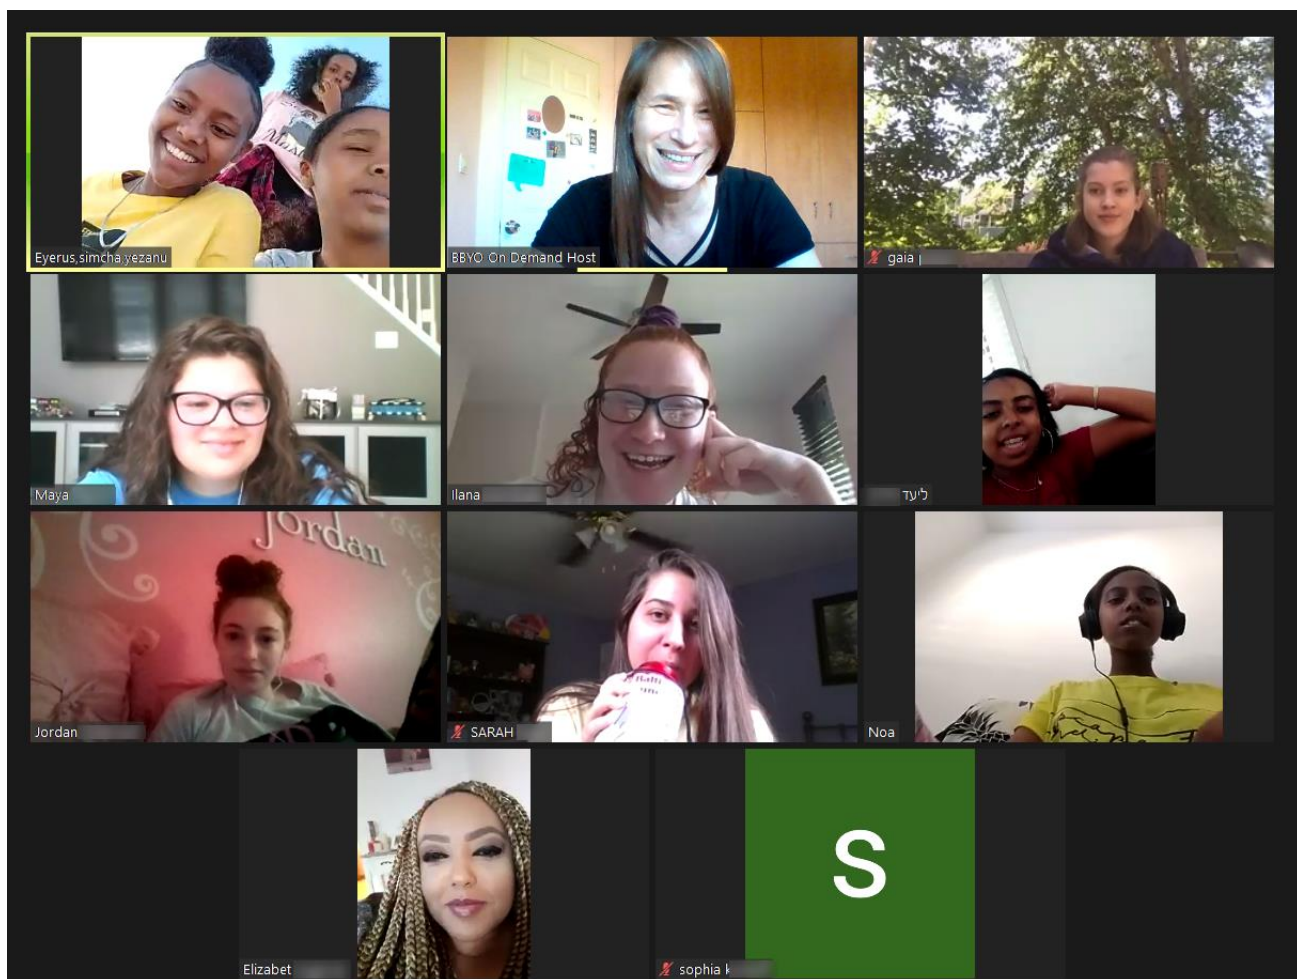 Eyerus,simcha,yezanu
BBYO On Demand Host
gaia
Maya
Ilana
ליעד
Jordan
Jordan
SARAH
Noa
Elizabet
S
sophia k